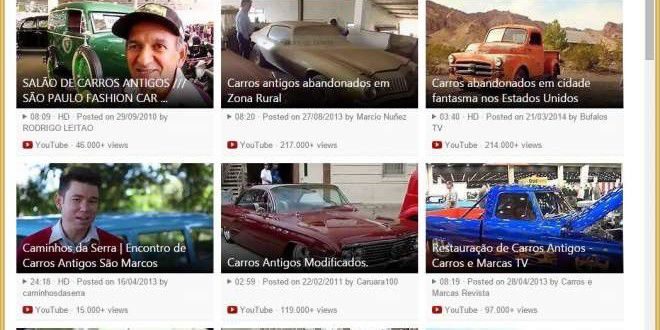 SALÃO DE CARROS ANTIGOS ///
SÃO PAULO FASHION CAR ...
08:09 · HD · Posted on 29/09/2010 by
RODRIGO LEITAO
YouTube · 46.000+ views
Carros antigos abandonados em
Zona Rural
08:20 · Posted on 27/08/2013 by Marcio Nuñez
YouTube · 217.000+ views
Carros abandonados em cidade
fantasma nos Estados Unidos
03:40 · HD · Posted on 21/03/2014 by Bufalos
TV
YouTube · 214.000+ views
Caminhos da Serra | Encontro de
Carros Antigos São Marcos
24:18 · HD · Posted on 16/04/2013 by
caminhosdaserra
YouTube · 15.000+ views
Carros Antigos Modificados.
02:59 · Posted on 22/02/2011 by Caruara100
YouTube · 119.000+ views
Restauração de Carros Antigos -
Carros e Marcas TV
08:19 · Posted on 28/04/2013 by Carros e
Marcas Revista
YouTube · 97.000+ views